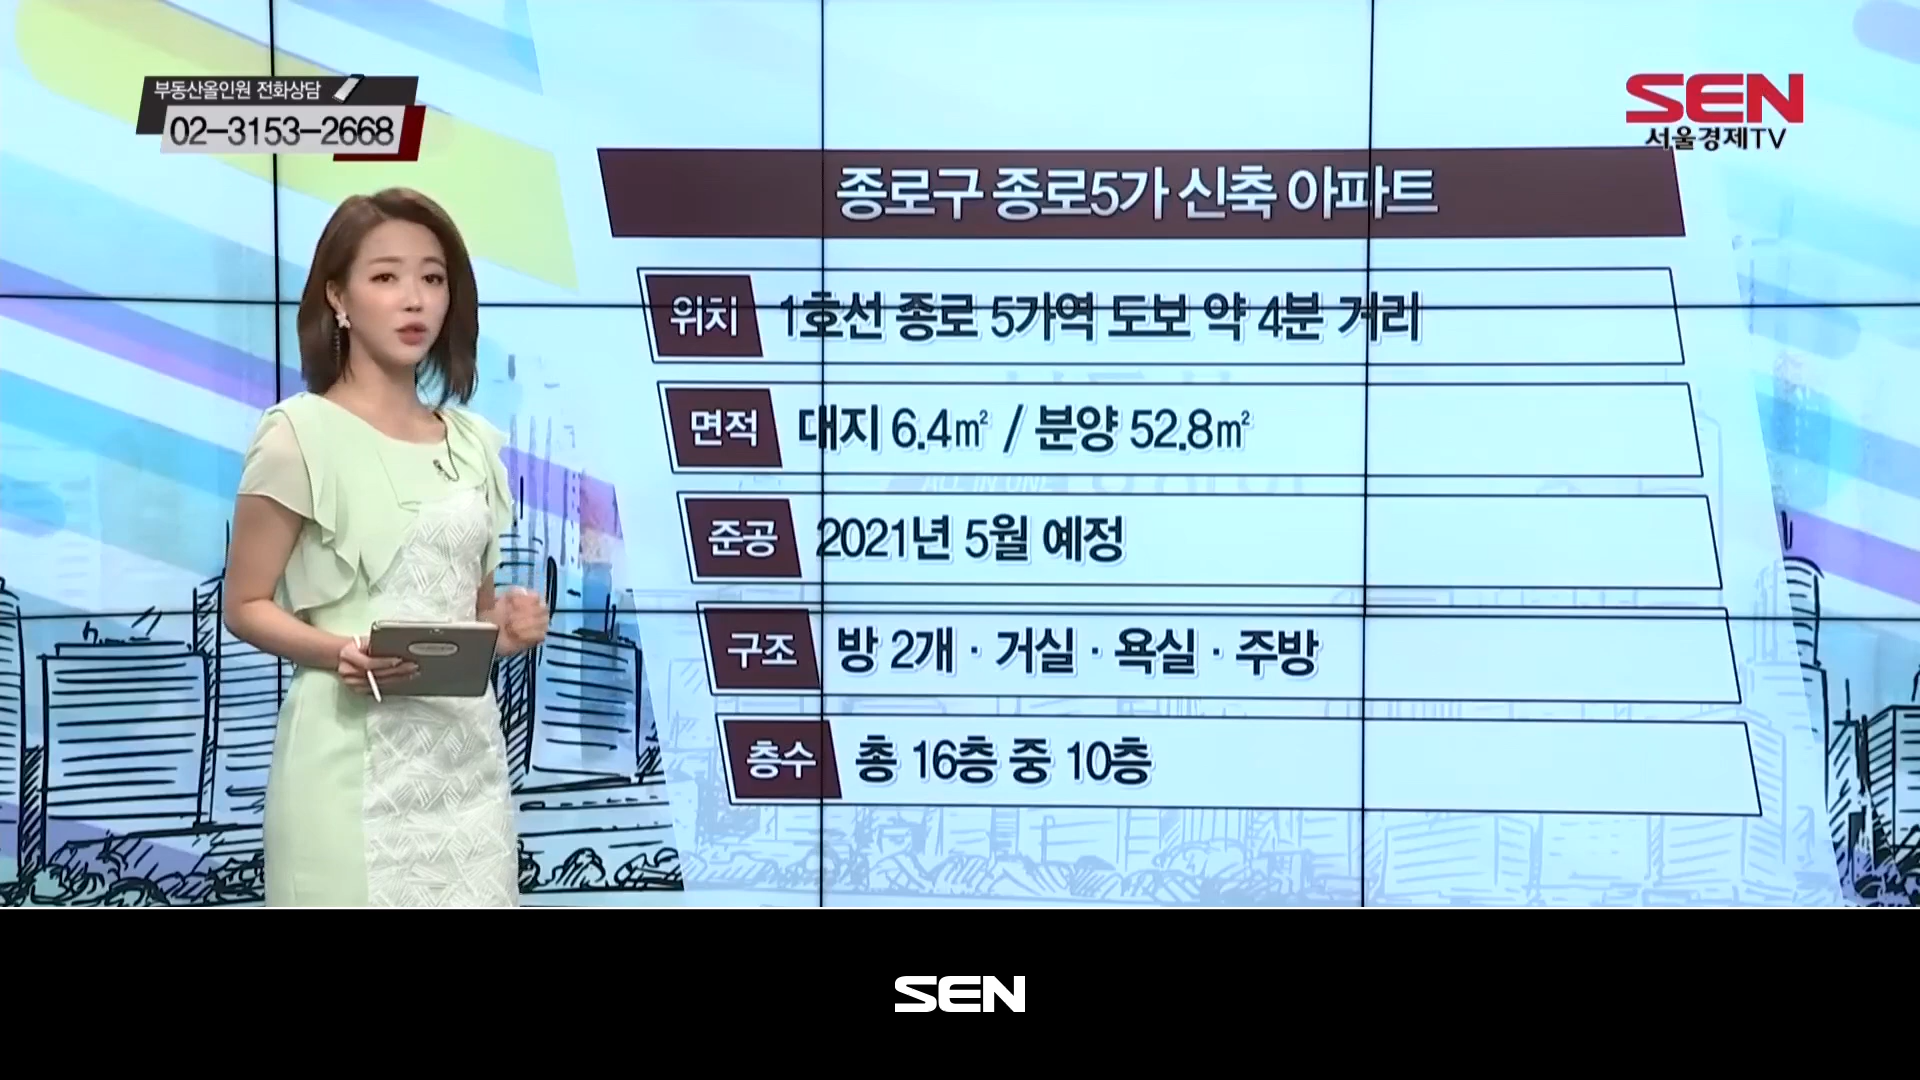 부동산올인원 전화상담
02-3153-2668
SEN
서울경제TV
종로구 종로5가 신축 아파트
위치 1호선 종로 5가역 도보 약 4분 거리
면적 대지 6.4㎡ / 분양 52.8㎡
ALL IN ONE
준공 2021년 5월 예정
구조 방 2개 · 거실 · 욕실 · 주방
층수 총 16층 중 10층
SEN